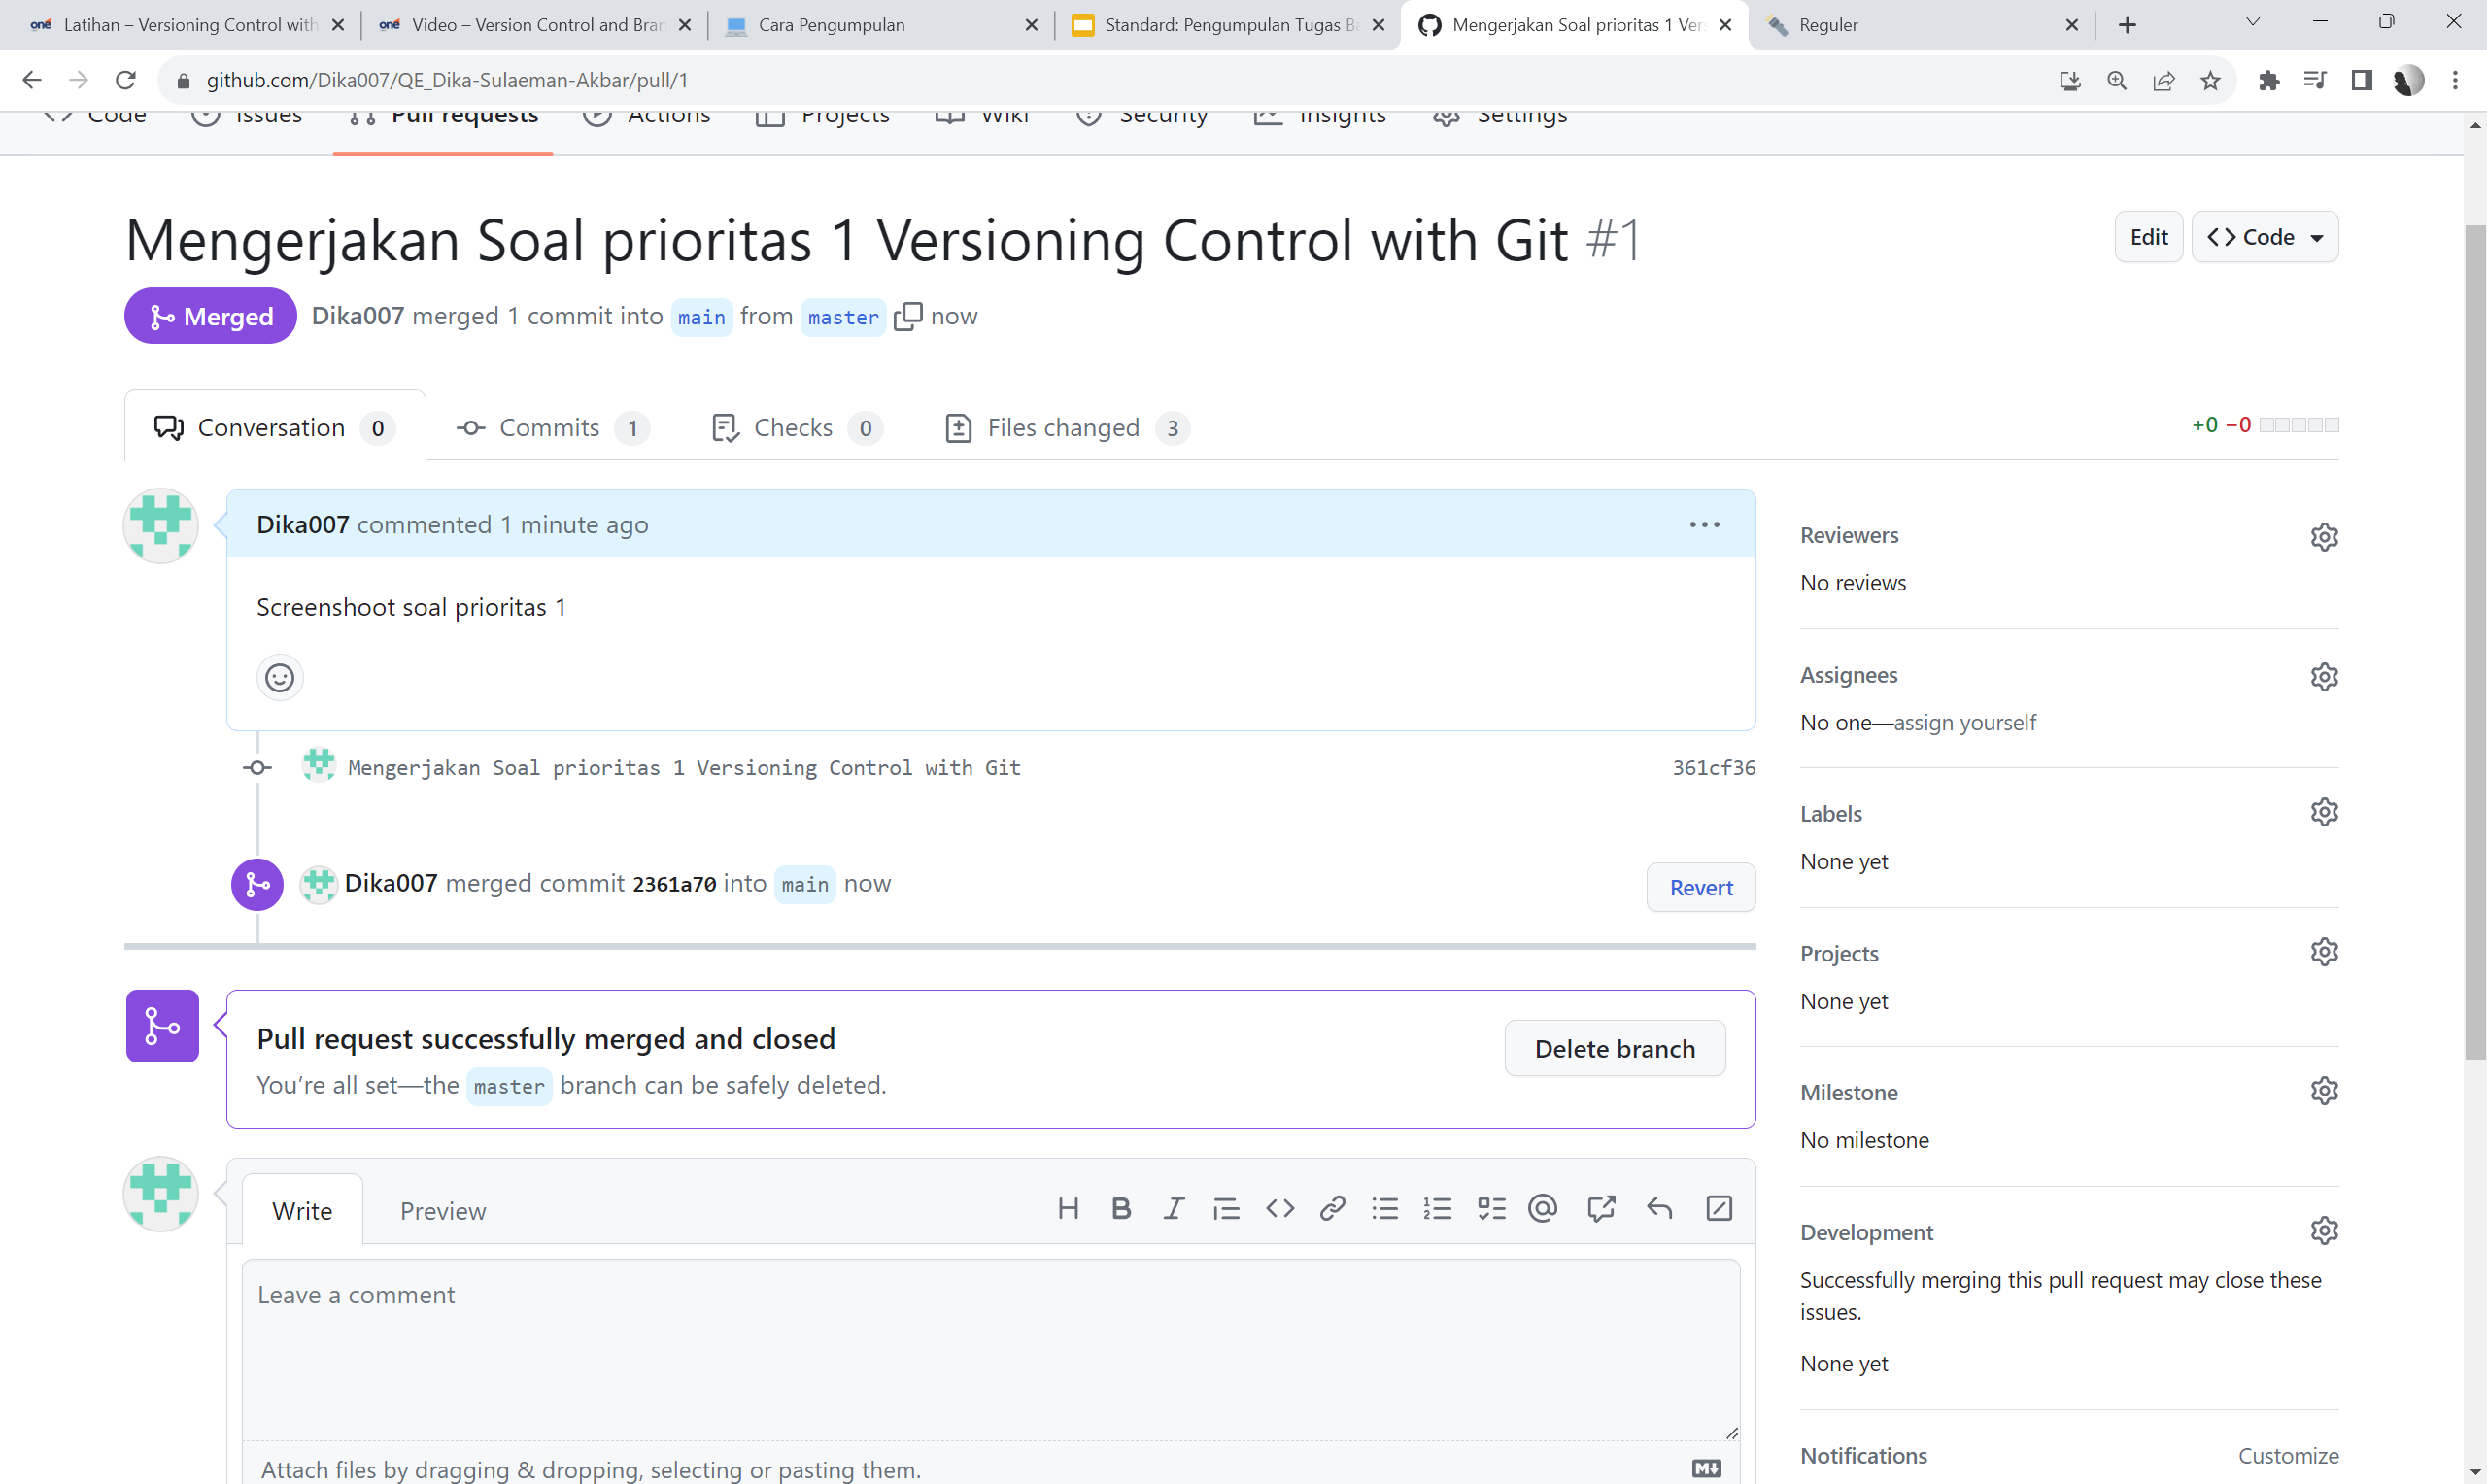 Latihan – Versioning Control with
Video – Version Control and Bran
Cara Pengumpulan
Standard: Pengumpulan Tugas Ba
Mengerjakan Soal prioritas 1 Vers
Reguler
github.com/Dika007/QE_Dika-Sulaeman-Akbar/pull/1
Code Issues Pull requests Actions Projects Wiki Security Insights Settings
Mengerjakan Soal prioritas 1 Versioning Control with Git #1
Edit
<> Code
Merged
Dika007 merged 1 commit into main from master now
Conversation 0
Commits 1
Checks 0
Files changed 3
+0 −0
Dika007 commented 1 minute ago
Screenshoot soal prioritas 1
Mengerjakan Soal prioritas 1 Versioning Control with Git
361cf36
Dika007 merged commit 2361a70 into main now
Revert
Pull request successfully merged and closed
You’re all set—the master branch can be safely deleted.
Delete branch
Write
Preview
Leave a comment
Attach files by dragging & dropping, selecting or pasting them.
Reviewers
No reviews
Assignees
No one—assign yourself
Labels
None yet
Projects
None yet
Milestone
No milestone
Development
Successfully merging this pull request may close these
issues.
None yet
Notifications
Customize